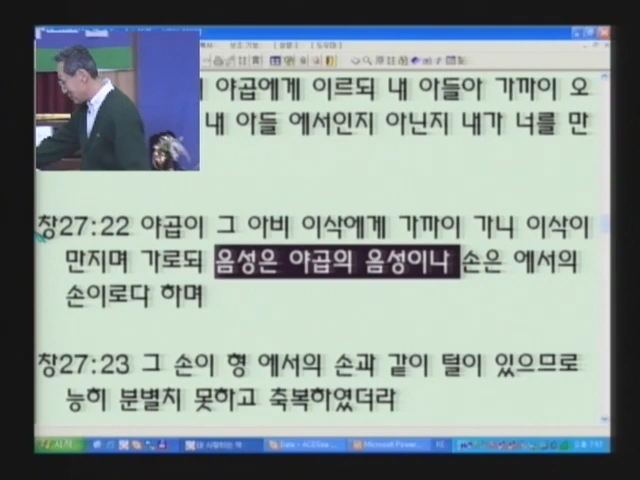 야곱에게 이르되 내 아들아 가까이 오
내 아들 에서인지 아닌지 내가 너를 만
창27:22 야곱이 그 아비 이삭에게 가까이 가니 이삭이
만지며 가로되 음성은 야곱의 음성이나 손은 에서의
손이로다 하며
창27:23 그 손이 형 에서의 손과 같이 털이 있으므로
능히 분별치 못하고 축복하였더라
시작
Microsoft Power...